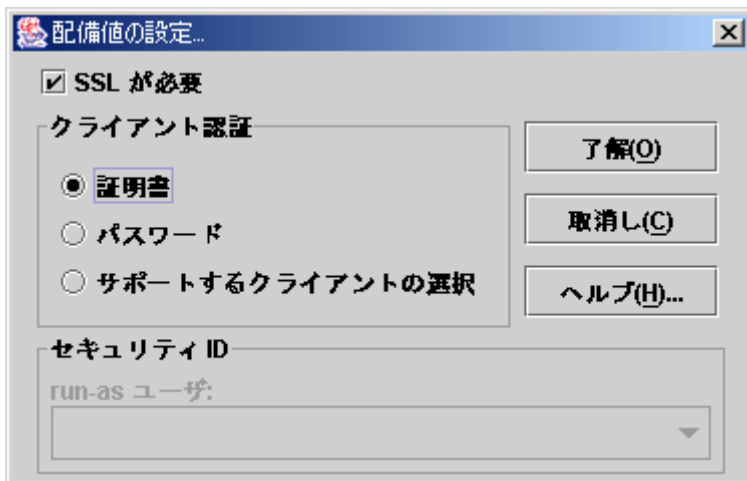 配備値の設定...
SSL が必要
クライアント認証
証明書
パスワード
サポートするクライアントの選択
了解(O)
取消し(C)
ヘルプ(H)...
セキュリティ ID
run-as ユーザ: